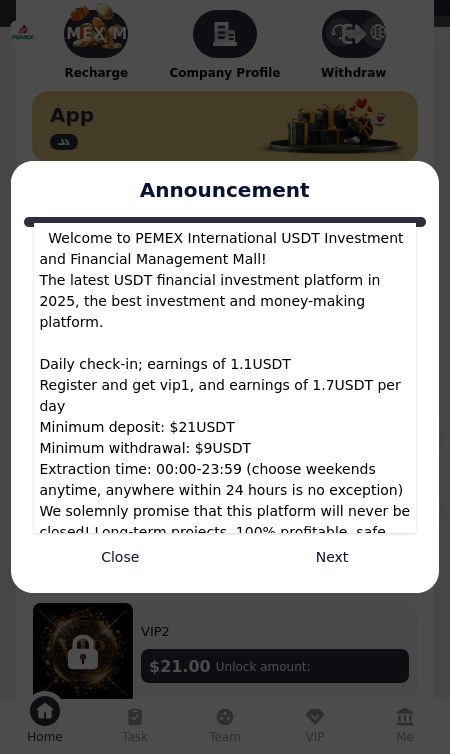 PEMEX.
MEX M
Recharge
Company Profile
Withdraw
App
Announcement
Welcome to PEMEX International USDT Investment
and Financial Management Mall!
The latest USDT financial investment platform in
2025, the best investment and money-making
platform.
Daily check-in; earnings of 1.1USDT
Register and get vip1, and earnings of 1.7USDT per
day
Minimum deposit: $21USDT
Minimum withdrawal: $9USDT
Extraction time: 00:00-23:59 (choose weekends
anytime, anywhere within 24 hours is no exception)
We solemnly promise that this platform will never be
closed! Long-term projects, 100% profitable, safe
Close
Next
VIP2
$21.00 Unlock amount:
Home
Task
Team
VIP
Me